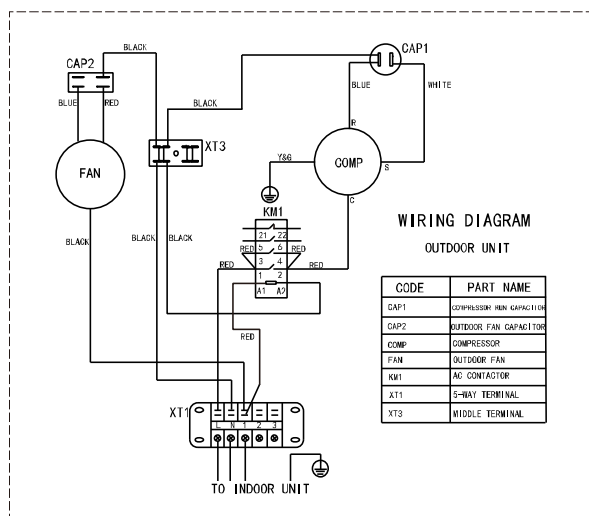 BLACK
CAP1
CAP2
BLUE
RED
BLACK
BLUE
WHITE
R
XT3
FAN
Y&G
COMP
S
C
KM1
BLACK
BLACK
BLACK
21 22
RED 5 6 RED
RED 3 4 RED
1 2
A1 A2
RED
WIRING DIAGRAM
OUTDOOR UNIT
CODE PART NAME
CAP1 COMPRESSOR RUN CAPACITOR
CAP2 OUTDOOR FAN CAPACITOR
COMP COMPRESSOR
FAN OUTDOOR FAN
KM1 AC CONTACTOR
XT1 5-WAY TERMINAL
XT3 MIDDLE TERMINAL
XT1
L N 1 2 3
TO INDOOR UNIT